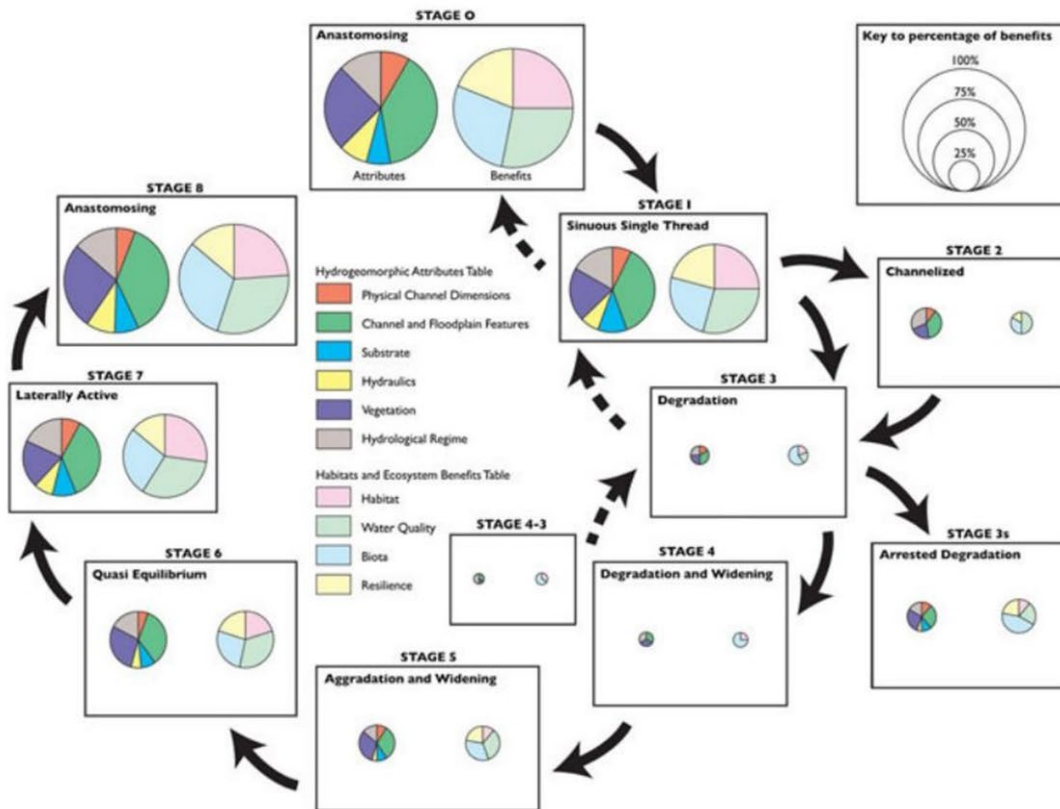 STAGE O
Anastomosing
Attributes
Benefits
Key to percentage of benefits
100%
75%
50%
25%
STAGE 8
Anastomosing
STAGE I
Sinuous Single Thread
STAGE 2
Channelized
Hydrogeomorphic Attributes Table
Physical Channel Dimensions
Channel and Floodplain Features
Substrate
Hydraulics
Vegetation
Hydrological Regime
Habitats and Ecosystem Benefits Table
Habitat
Water Quality
Biota
Resilience
STAGE 7
Laterally Active
STAGE 3
Degradation
STAGE 4-3
STAGE 4
Degradation and Widening
STAGE 3s
Arrested Degradation
STAGE 6
Quasi Equilibrium
STAGE 5
Aggradation and Widening